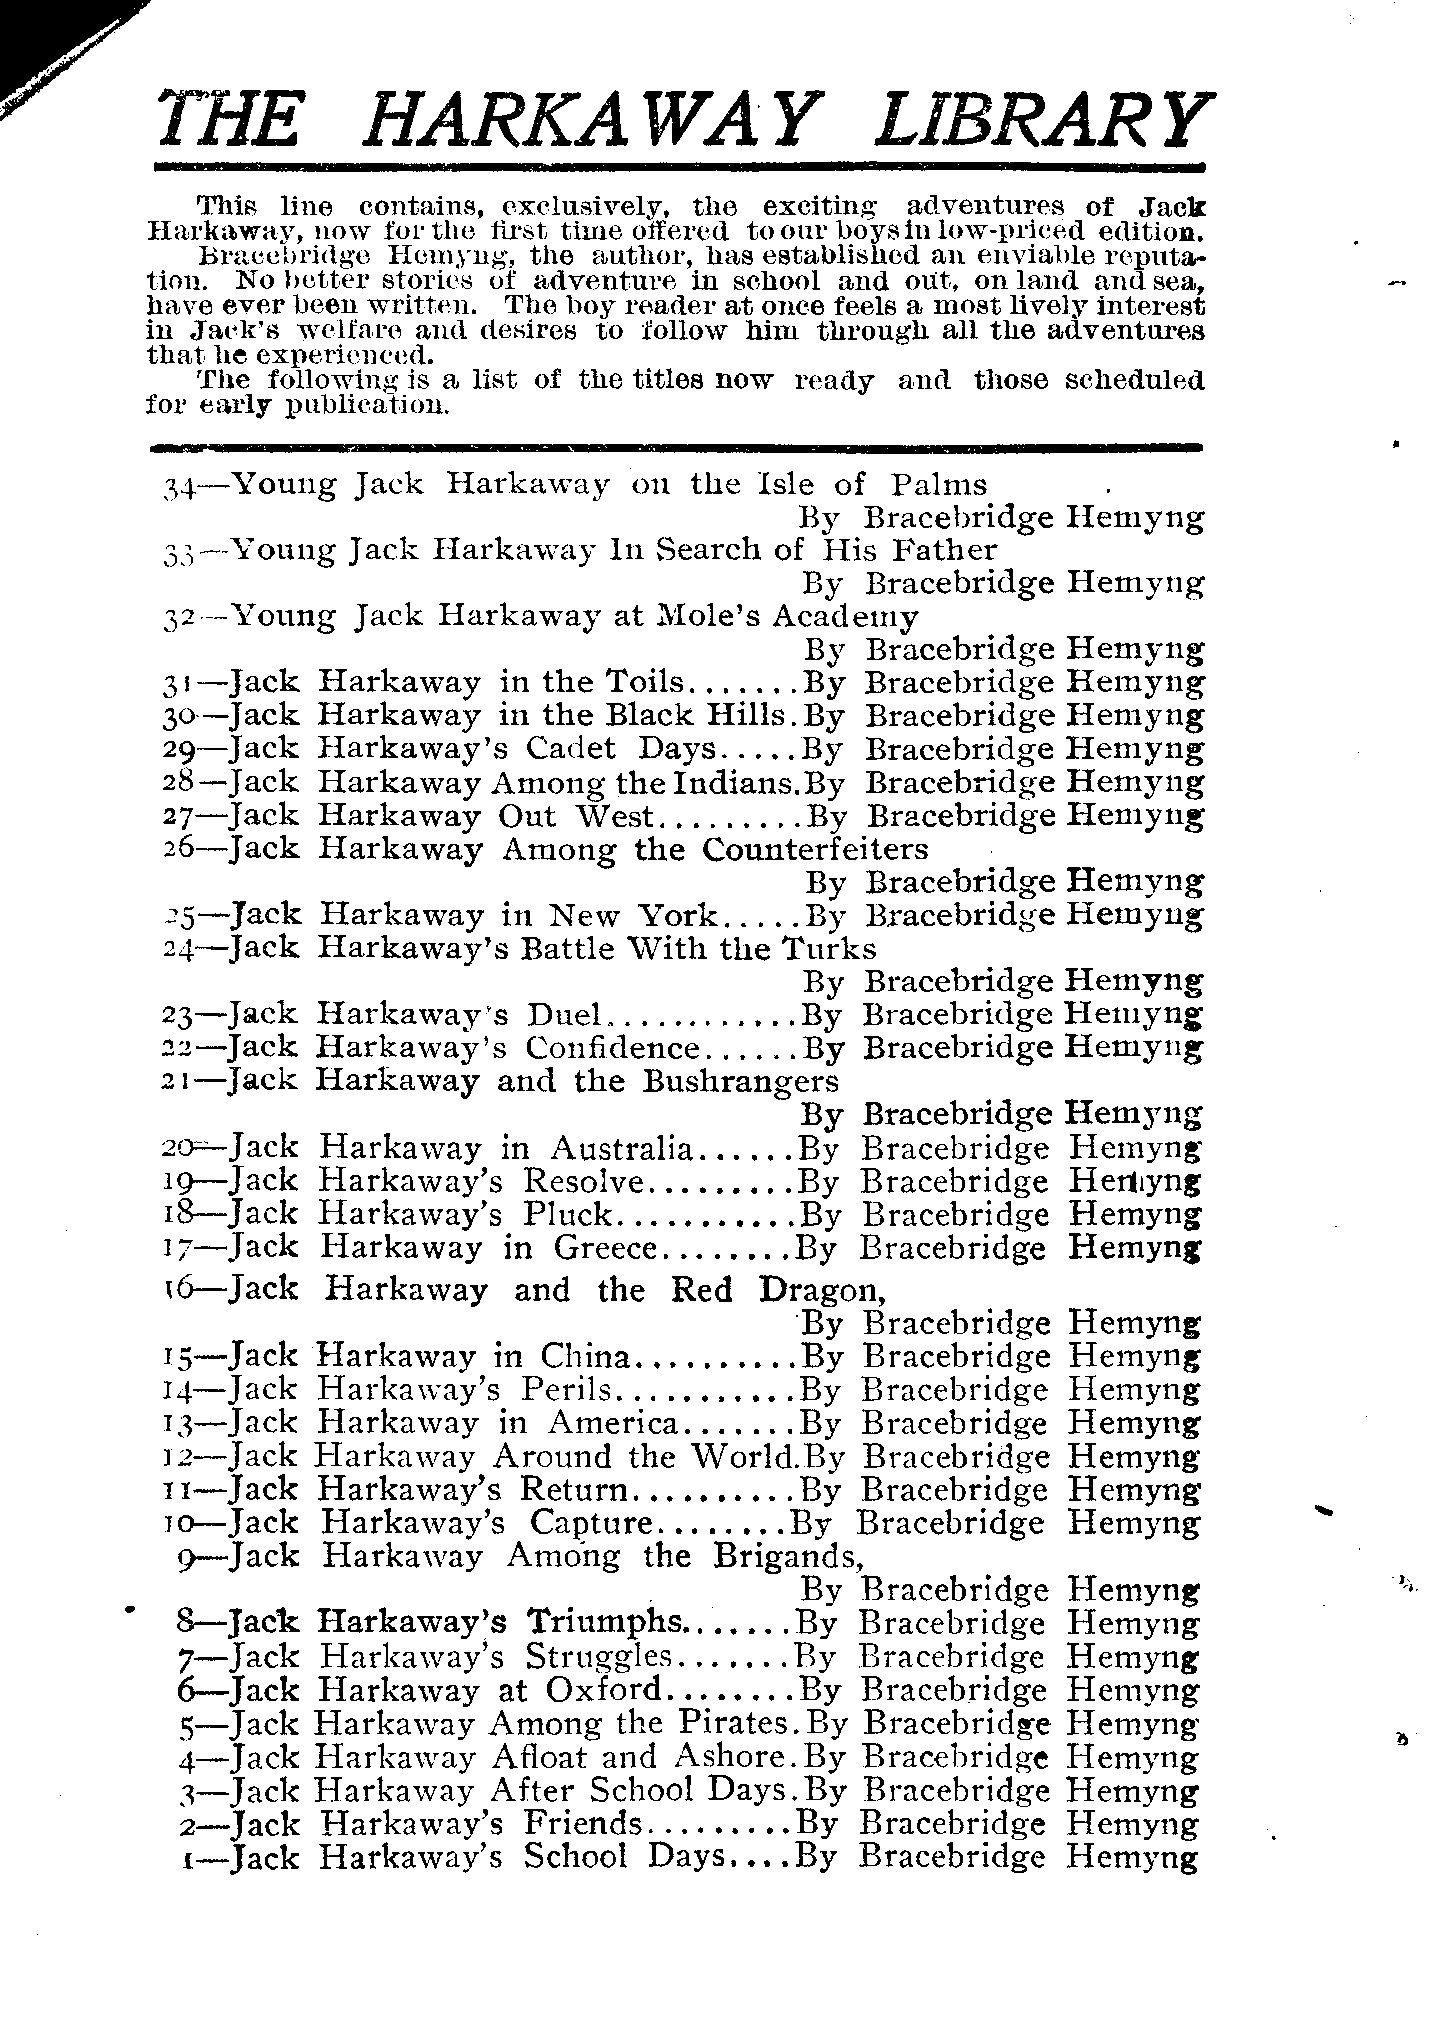 THE HARKAWAY LIBRARY
This line contains, exclusively, the exciting adventures of Jack
Harkaway, now for the first time offered to our boys in low-priced edition.
Bracebridge Hemyng, the author, has established an enviable reputa-
tion. No better stories of adventure in school and out, on land and sea,
have ever been written. The boy reader at once feels a most lively interest
in Jack's welfare and desires to follow him through all the adventures
that he experienced.
The following is a list of the titles now ready and those scheduled
for early publication.
34—Young Jack Harkaway on the Isle of Palms
By Bracebridge Hemyng
33—Young Jack Harkaway In Search of His Father
By Bracebridge Hemyng
32—Young Jack Harkaway at Mole's Academy
By Bracebridge Hemyng
31—Jack Harkaway in the Toils.......By Bracebridge Hemyng
30—Jack Harkaway in the Black Hills.By Bracebridge Hemyng
29—Jack Harkaway's Cadet Days.....By Bracebridge Hemyng
28—Jack Harkaway Among the Indians.By Bracebridge Hemyng
27—Jack Harkaway Out West.........By Bracebridge Hemyng
26—Jack Harkaway Among the Counterfeiters
By Bracebridge Hemyng
25—Jack Harkaway in New York.....By Bracebridge Hemyng
24—Jack Harkaway's Battle With the Turks
By Bracebridge Hemyng
23—Jack Harkaway's Duel............By Bracebridge Hemyng
22—Jack Harkaway's Confidence......By Bracebridge Hemyng
21—Jack Harkaway and the Bushrangers
By Bracebridge Hemyng
20—Jack Harkaway in Australia......By Bracebridge Hemyng
19—Jack Harkaway's Resolve.........By Bracebridge Hemyng
18—Jack Harkaway's Pluck...........By Bracebridge Hemyng
17—Jack Harkaway in Greece........By Bracebridge Hemyng
16—Jack Harkaway and the Red Dragon,
By Bracebridge Hemyng
15—Jack Harkaway in China..........By Bracebridge Hemyng
14—Jack Harkaway's Perils...........By Bracebridge Hemyng
13—Jack Harkaway in America.......By Bracebridge Hemyng
12—Jack Harkaway Around the World.By Bracebridge Hemyng
11—Jack Harkaway's Return..........By Bracebridge Hemyng
10—Jack Harkaway's Capture........By Bracebridge Hemyng
9—Jack Harkaway Among the Brigands,
By Bracebridge Hemyng
8—Jack Harkaway's Triumphs.......By Bracebridge Hemyng
7—Jack Harkaway's Struggles.......By Bracebridge Hemyng
6—Jack Harkaway at Oxford........By Bracebridge Hemyng
5—Jack Harkaway Among the Pirates.By Bracebridge Hemyng
4—Jack Harkaway Afloat and Ashore.By Bracebridge Hemyng
3—Jack Harkaway After School Days.By Bracebridge Hemyng
2—Jack Harkaway's Friends.........By Bracebridge Hemyng
1—Jack Harkaway's School Days....By Bracebridge Hemyng